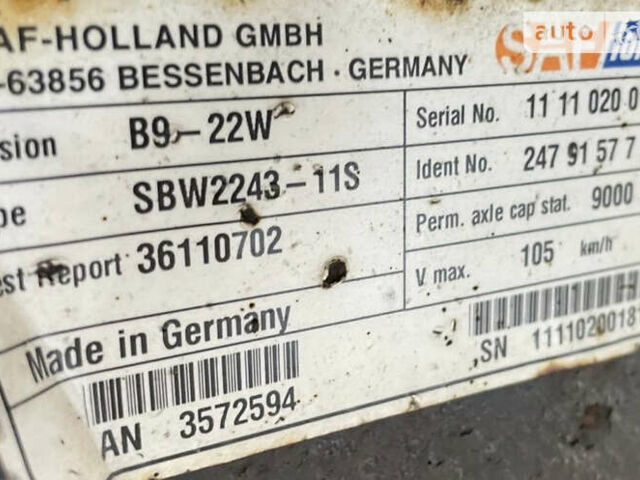 AF-HOLLAND GMBH
-63856 BESSENBACH · GERMANY
SAF
auto
B9-22W
Serial No. 11 11 020 0
SBW2243-11S
Ident No. 247 91 57 7
Report 36110702
Perm. axle cap stat. 9000
V max. 105 km/h
Made in Germany
AN 3572594
SN 1111020018